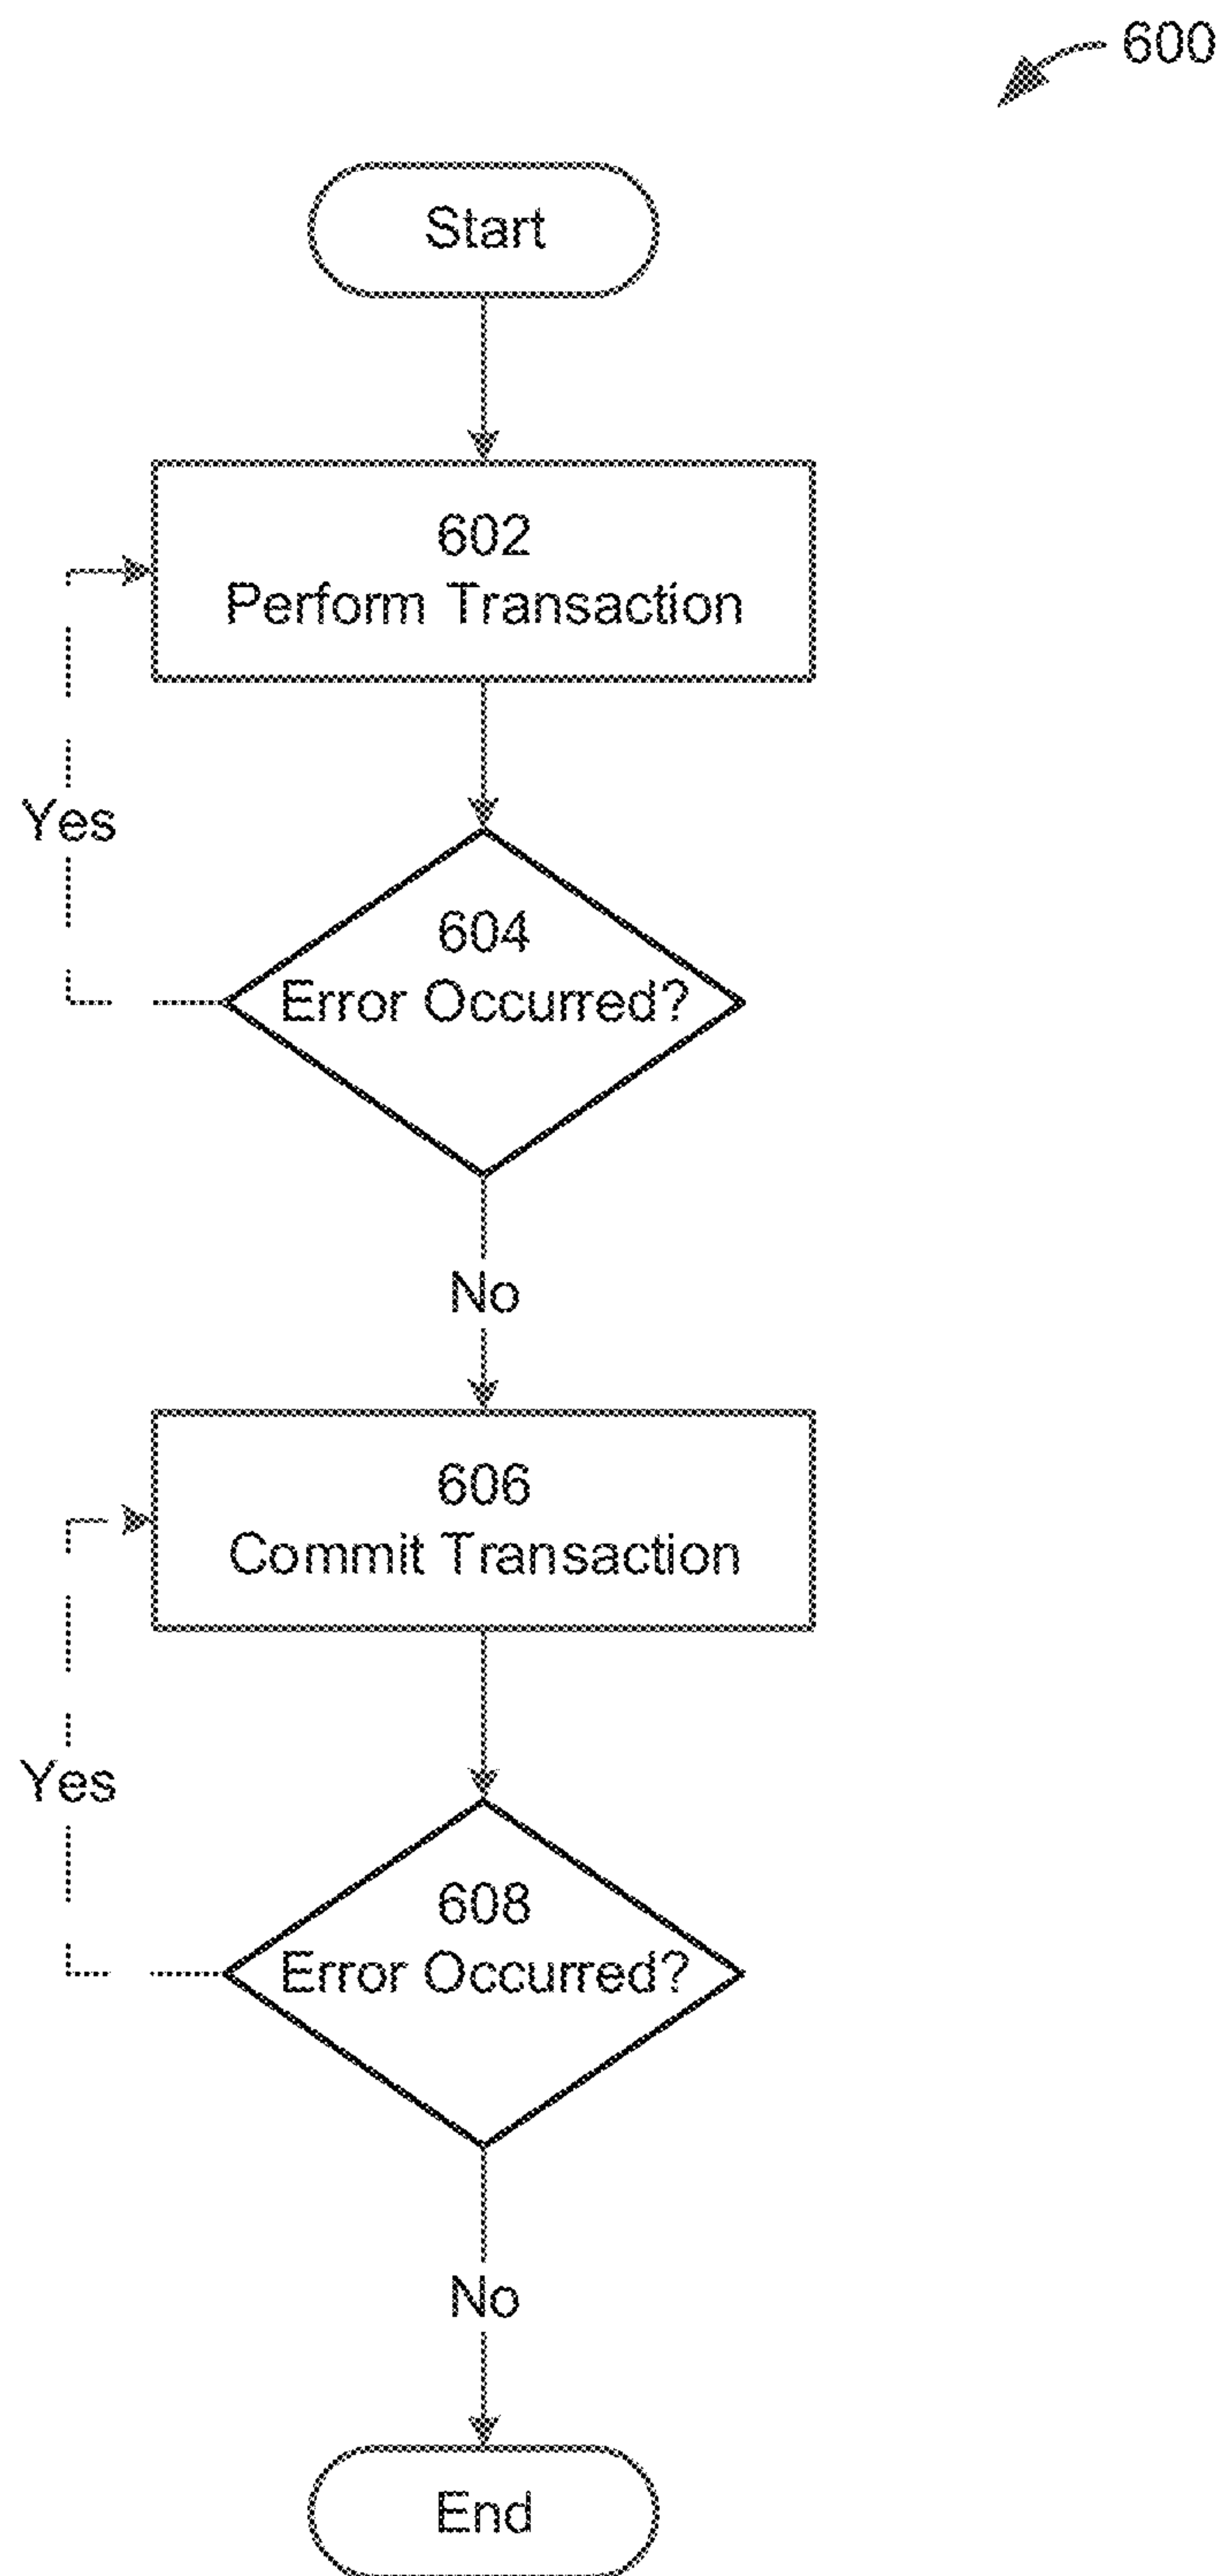 600
Start
602
Perform Transaction
Yes
604
Error Occurred?
No
606
Commit Transaction
Yes
608
Error Occurred?
No
End